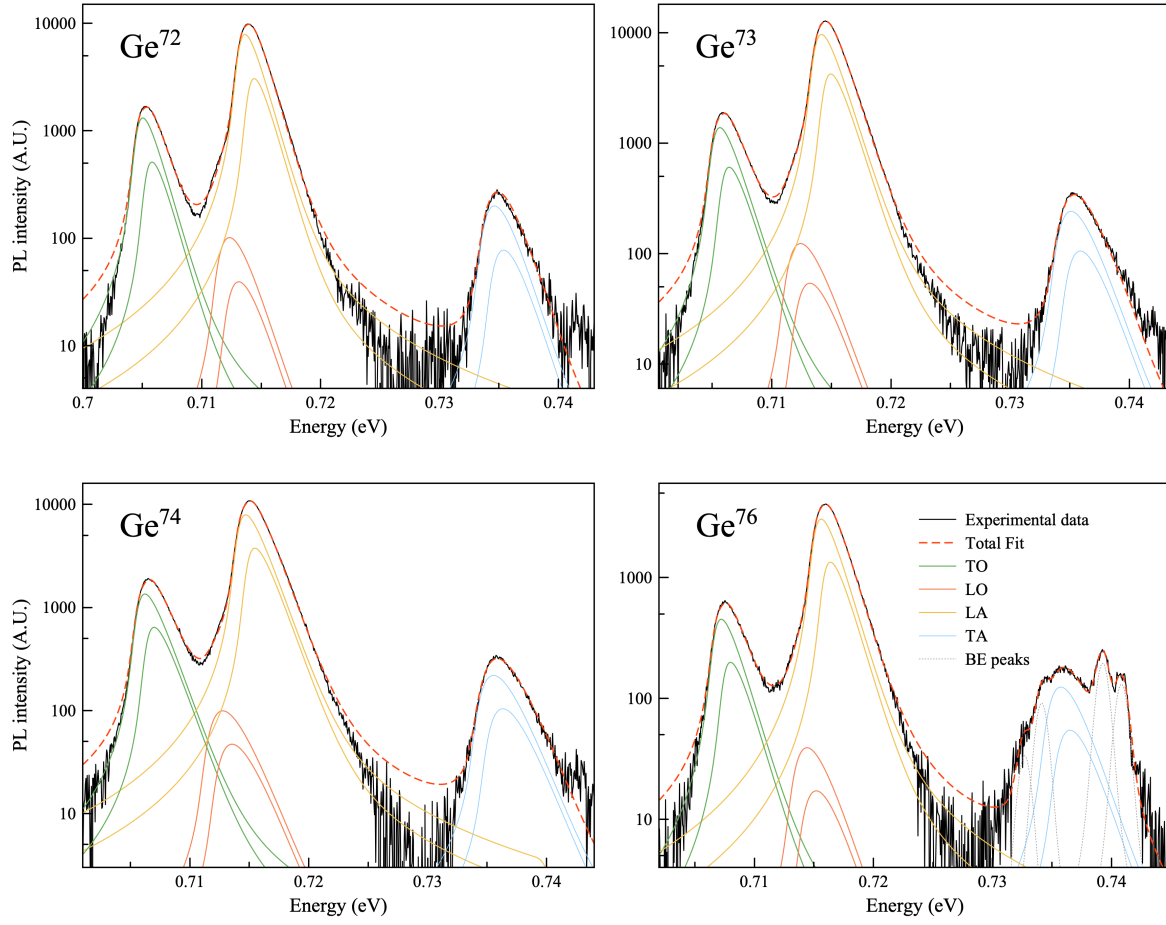 Ge72
10000
1000
100
10
PL intensity (A.U.)
0.7
0.71
0.72
0.73
0.74
Energy (eV)
Ge73
10000
1000
100
10
0.71
0.72
0.73
0.74
Energy (eV)
Ge74
10000
1000
100
10
PL intensity (A.U.)
0.71
0.72
0.73
0.74
Energy (eV)
Ge76
1000
100
10
Experimental data
Total Fit
TO
LO
LA
TA
BE peaks
0.71
0.72
0.73
0.74
Energy (eV)